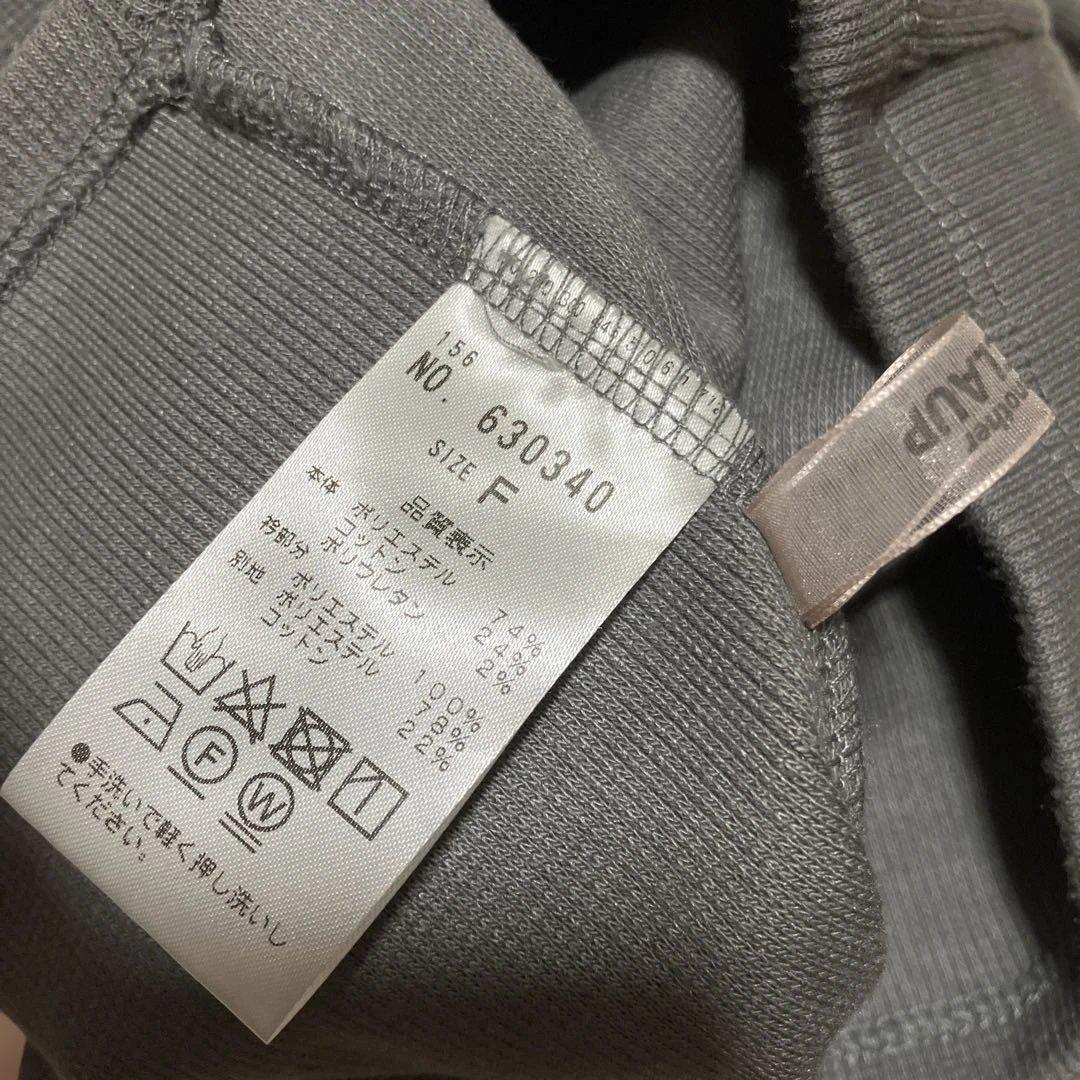 156
NO. 630340
SIZE F
品質表示
本体 ポリエステル 74%
コットン 24%
ポリウレタン 2%
衿部分 ポリエステル 100%
別地 ポリエステル 78%
コットン 22%
F
W
●手洗いで軽く押し洗いし
てください。
LAUP